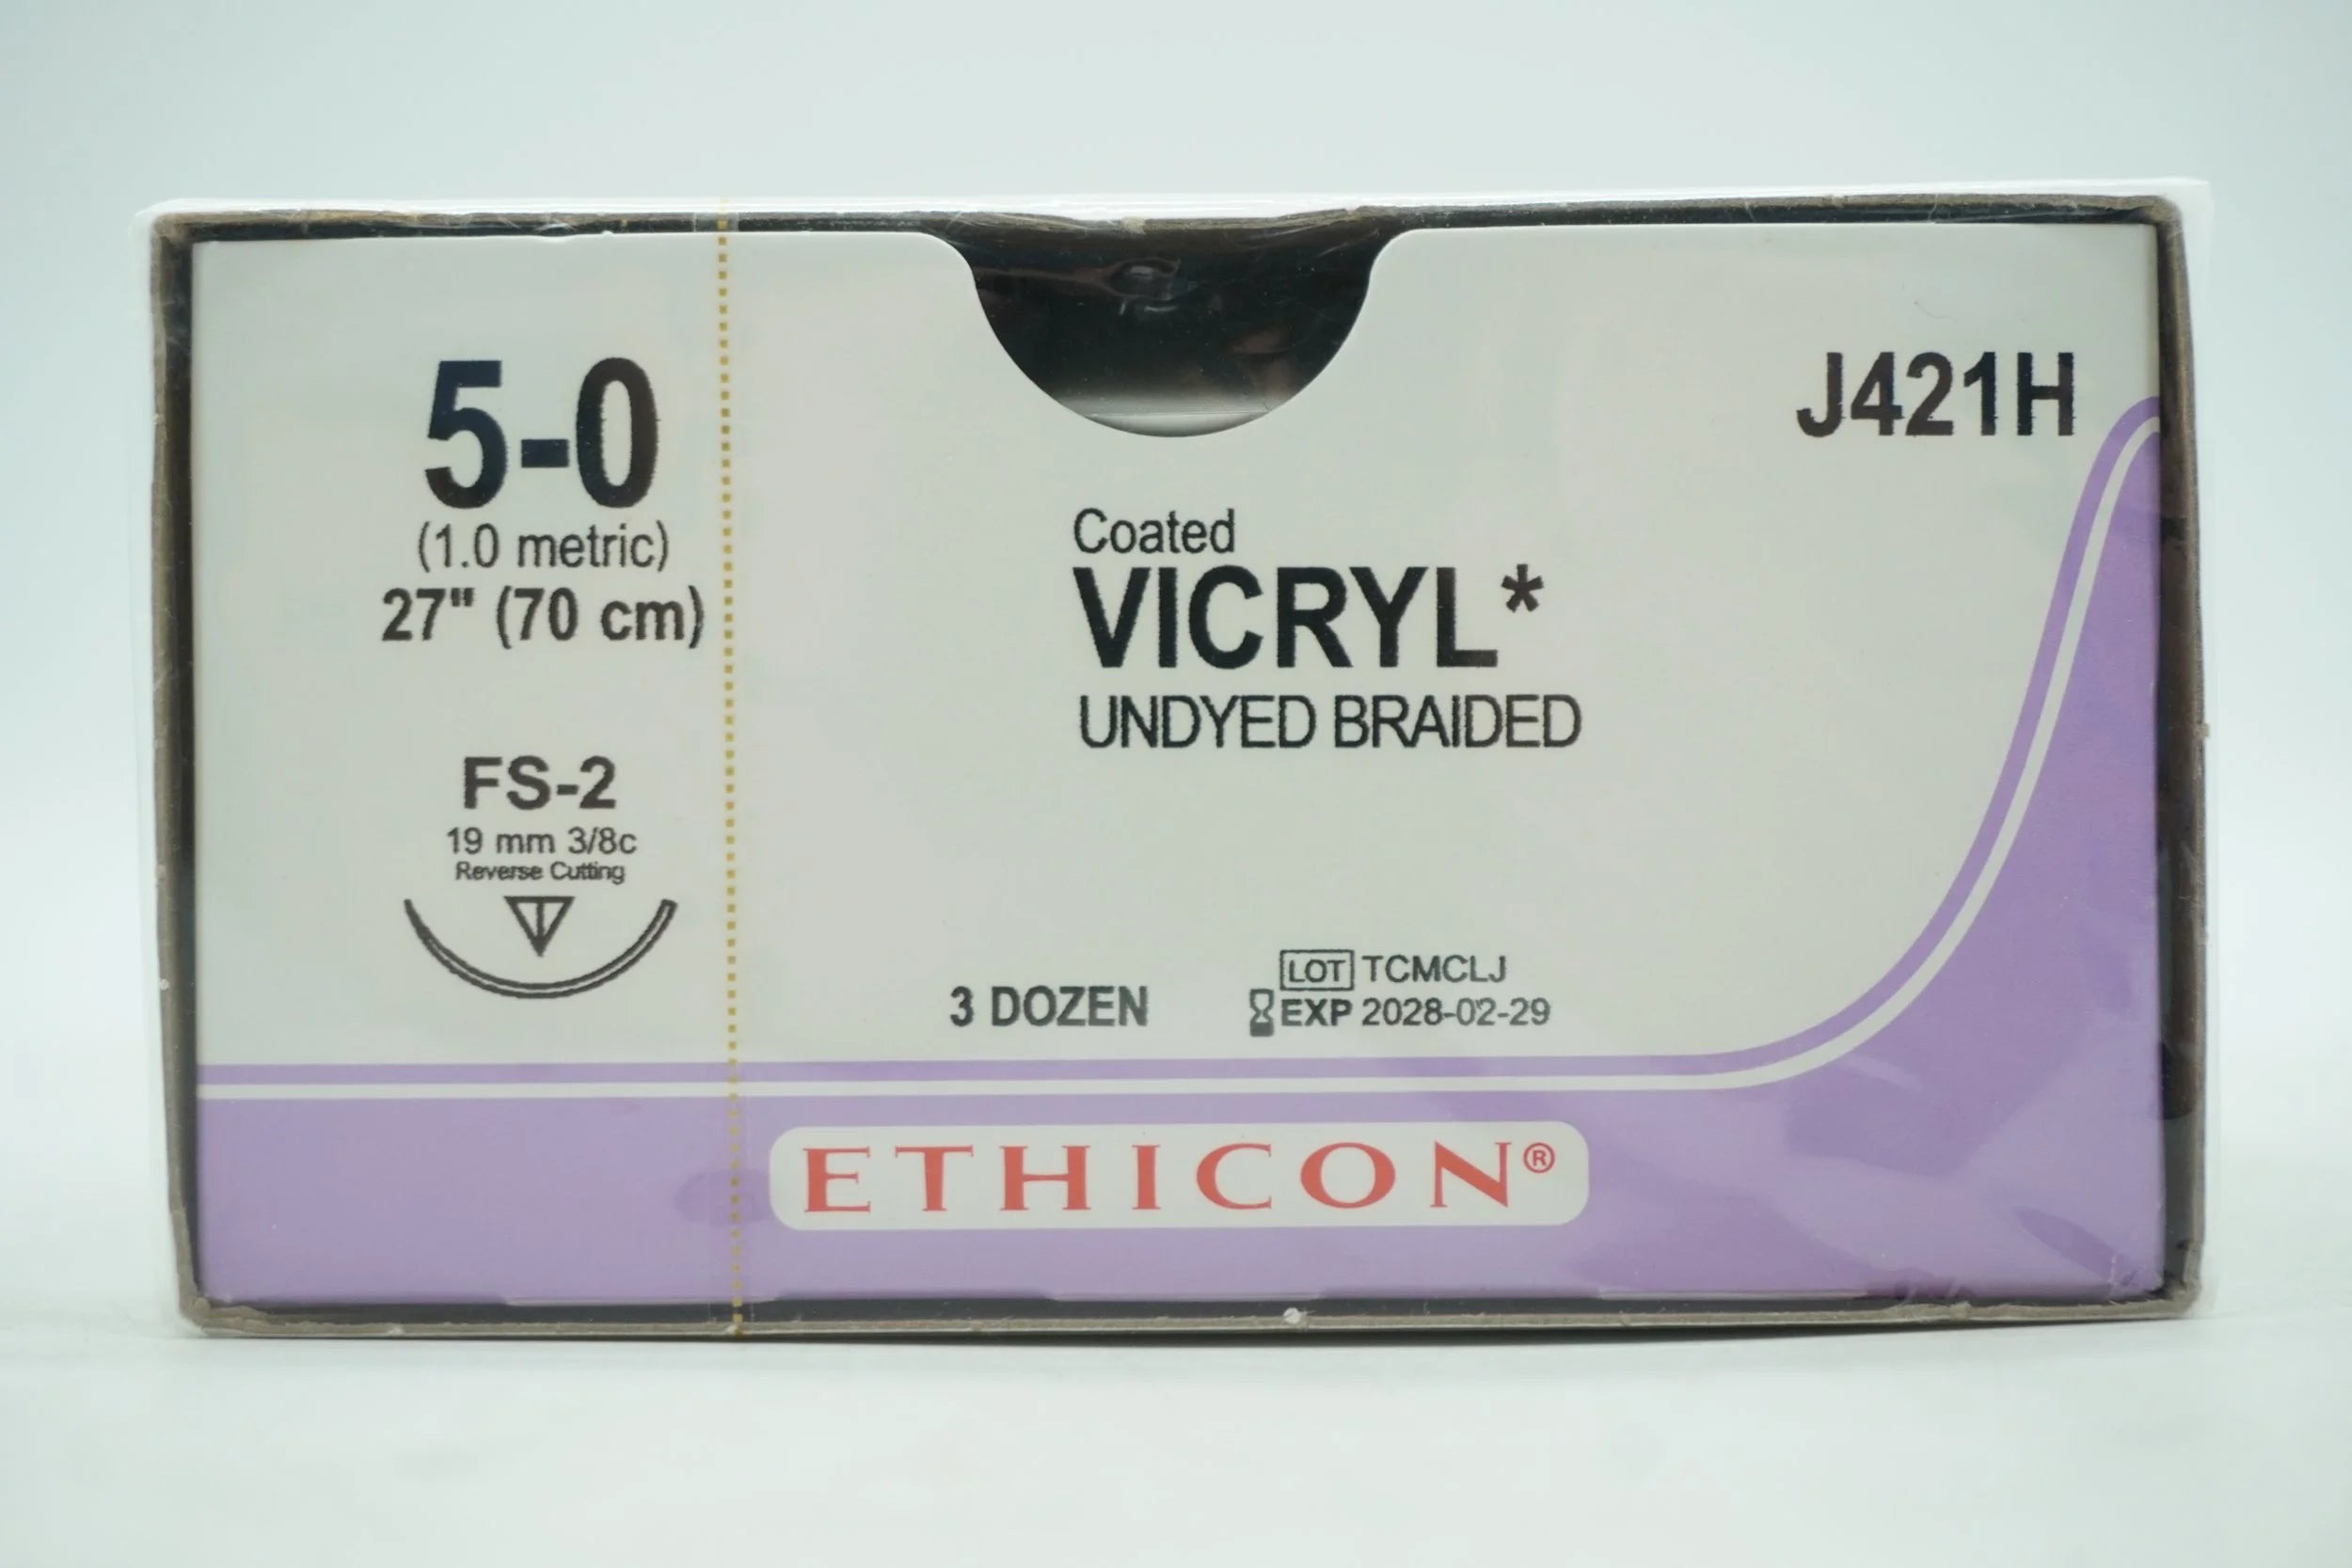 5-0
(1.0 metric)
27" (70 cm)
FS-2
19 mm 3/8c
Reverse Cutting
J421H
Coated
VICRYL*
UNDYED BRAIDED
3 DOZEN
LOT TCMCLJ
EXP 2028-02-29
ETHICON®